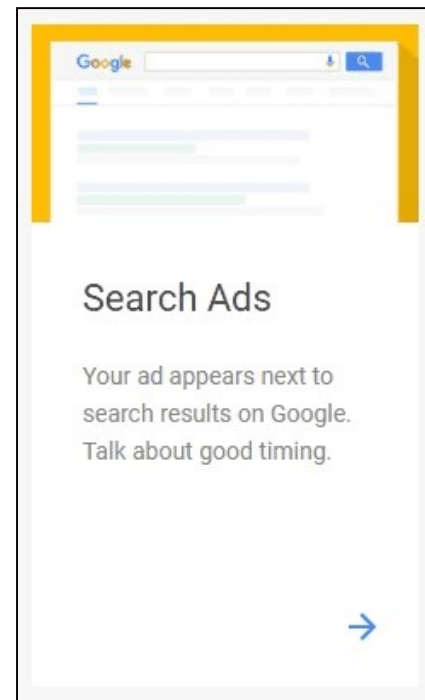 Google
Search Ads
Your ad appears next to
search results on Google.
Talk about good timing.